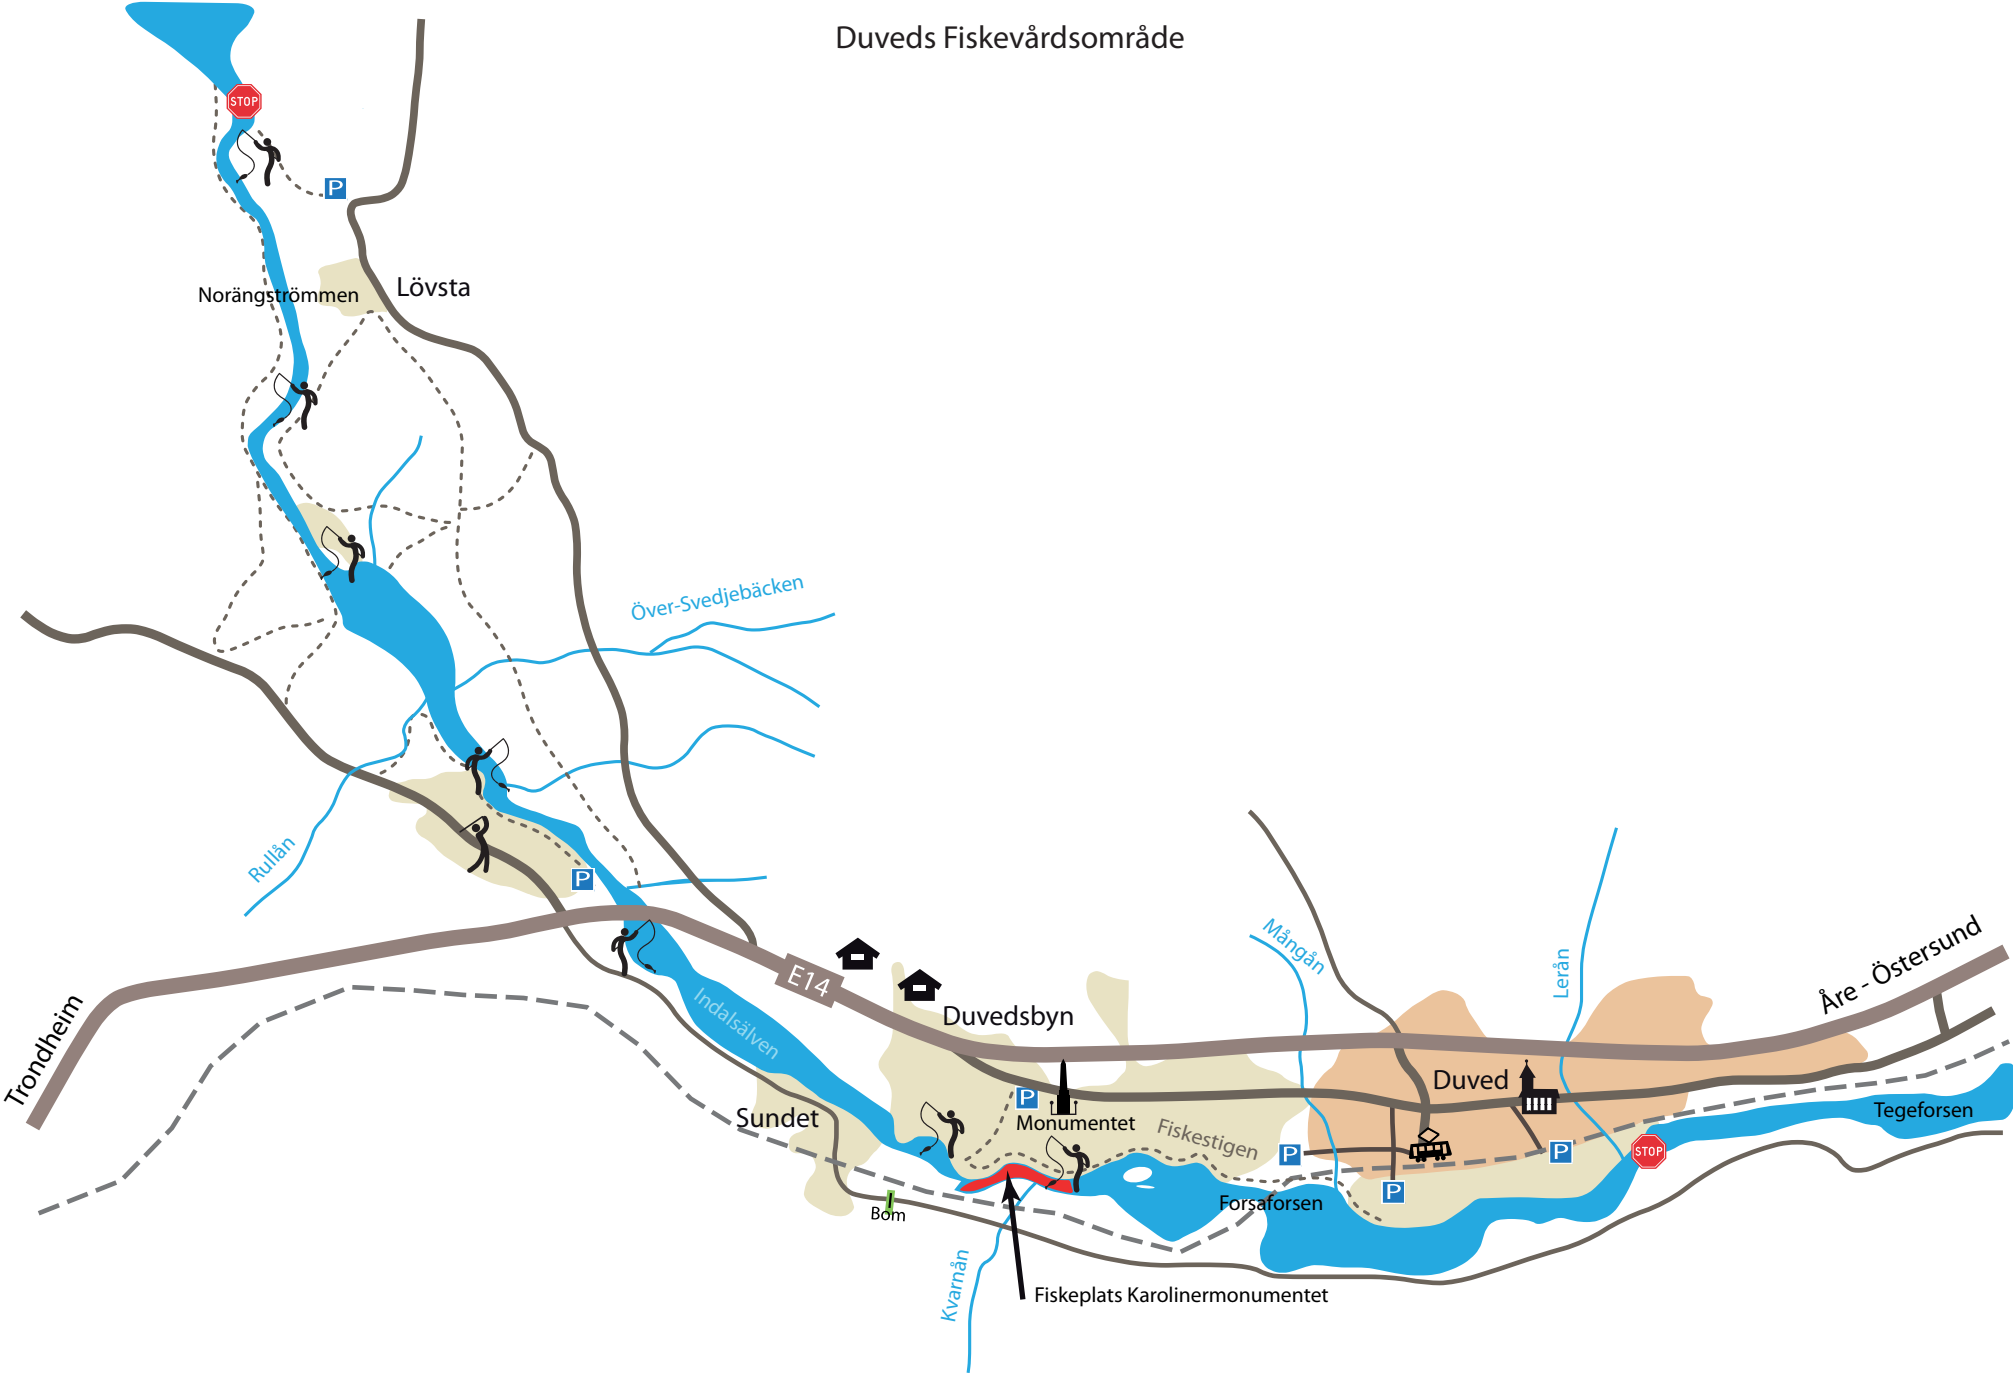 Duveds Fiskevårdsområde
STOP
P
Norängströmmen
Lövsta
Över-Svedjebäcken
Rullån
P
Trondheim
E14
Indalsälven
Duvedsbyn
Sundet
Bom
P
Monumentet
Fiskestigen
Kvarnån
Fiskeplats Karolinermonumentet
Mångån
Lerån
Åre - Östersund
Duved
P
P
P
Forsaforsen
STOP
Tegeforsen